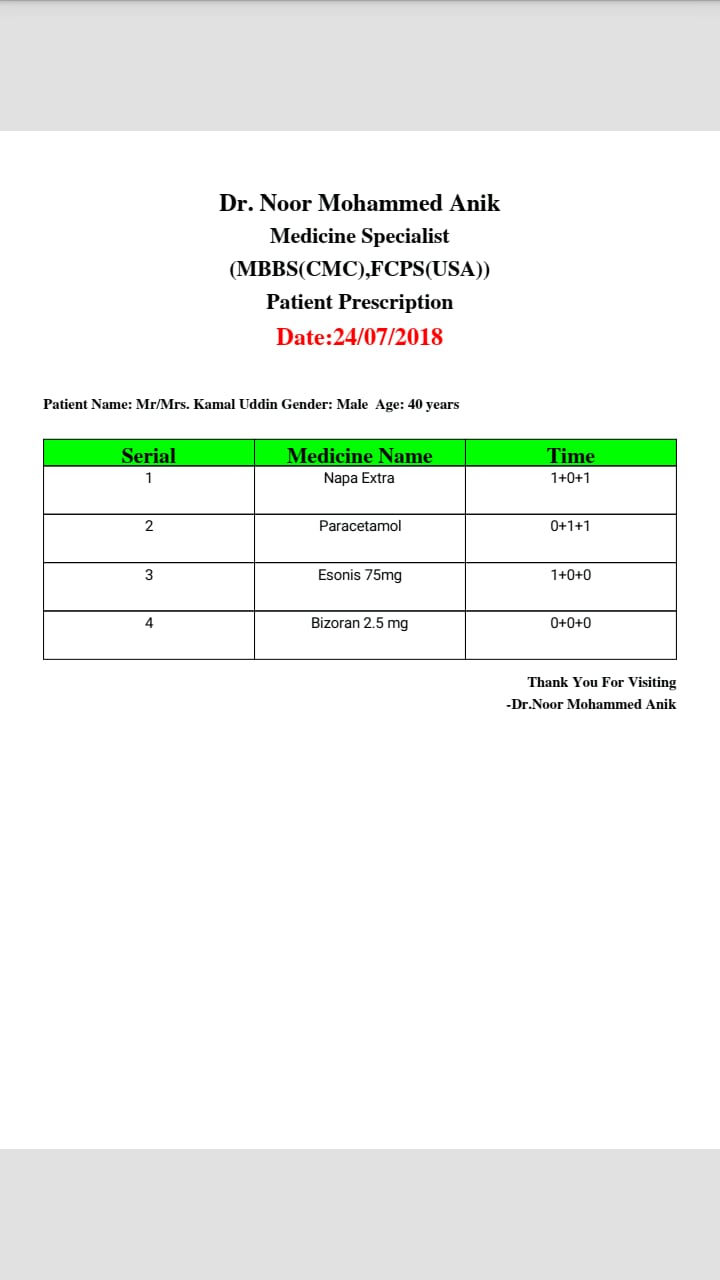 Dr. Noor Mohammed Anik
Medicine Specialist
(MBBS(CMC),FCPS(USA))
Patient Prescription
Date:24/07/2018
Patient Name: Mr/Mrs. Kamal Uddin Gender: Male  Age: 40 years
Serial Medicine Name Time
1 Napa Extra 1+0+1
2 Paracetamol 0+1+1
3 Esonis 75mg 1+0+0
4 Bizoran 2.5 mg 0+0+0
Thank You For Visiting
-Dr.Noor Mohammed Anik